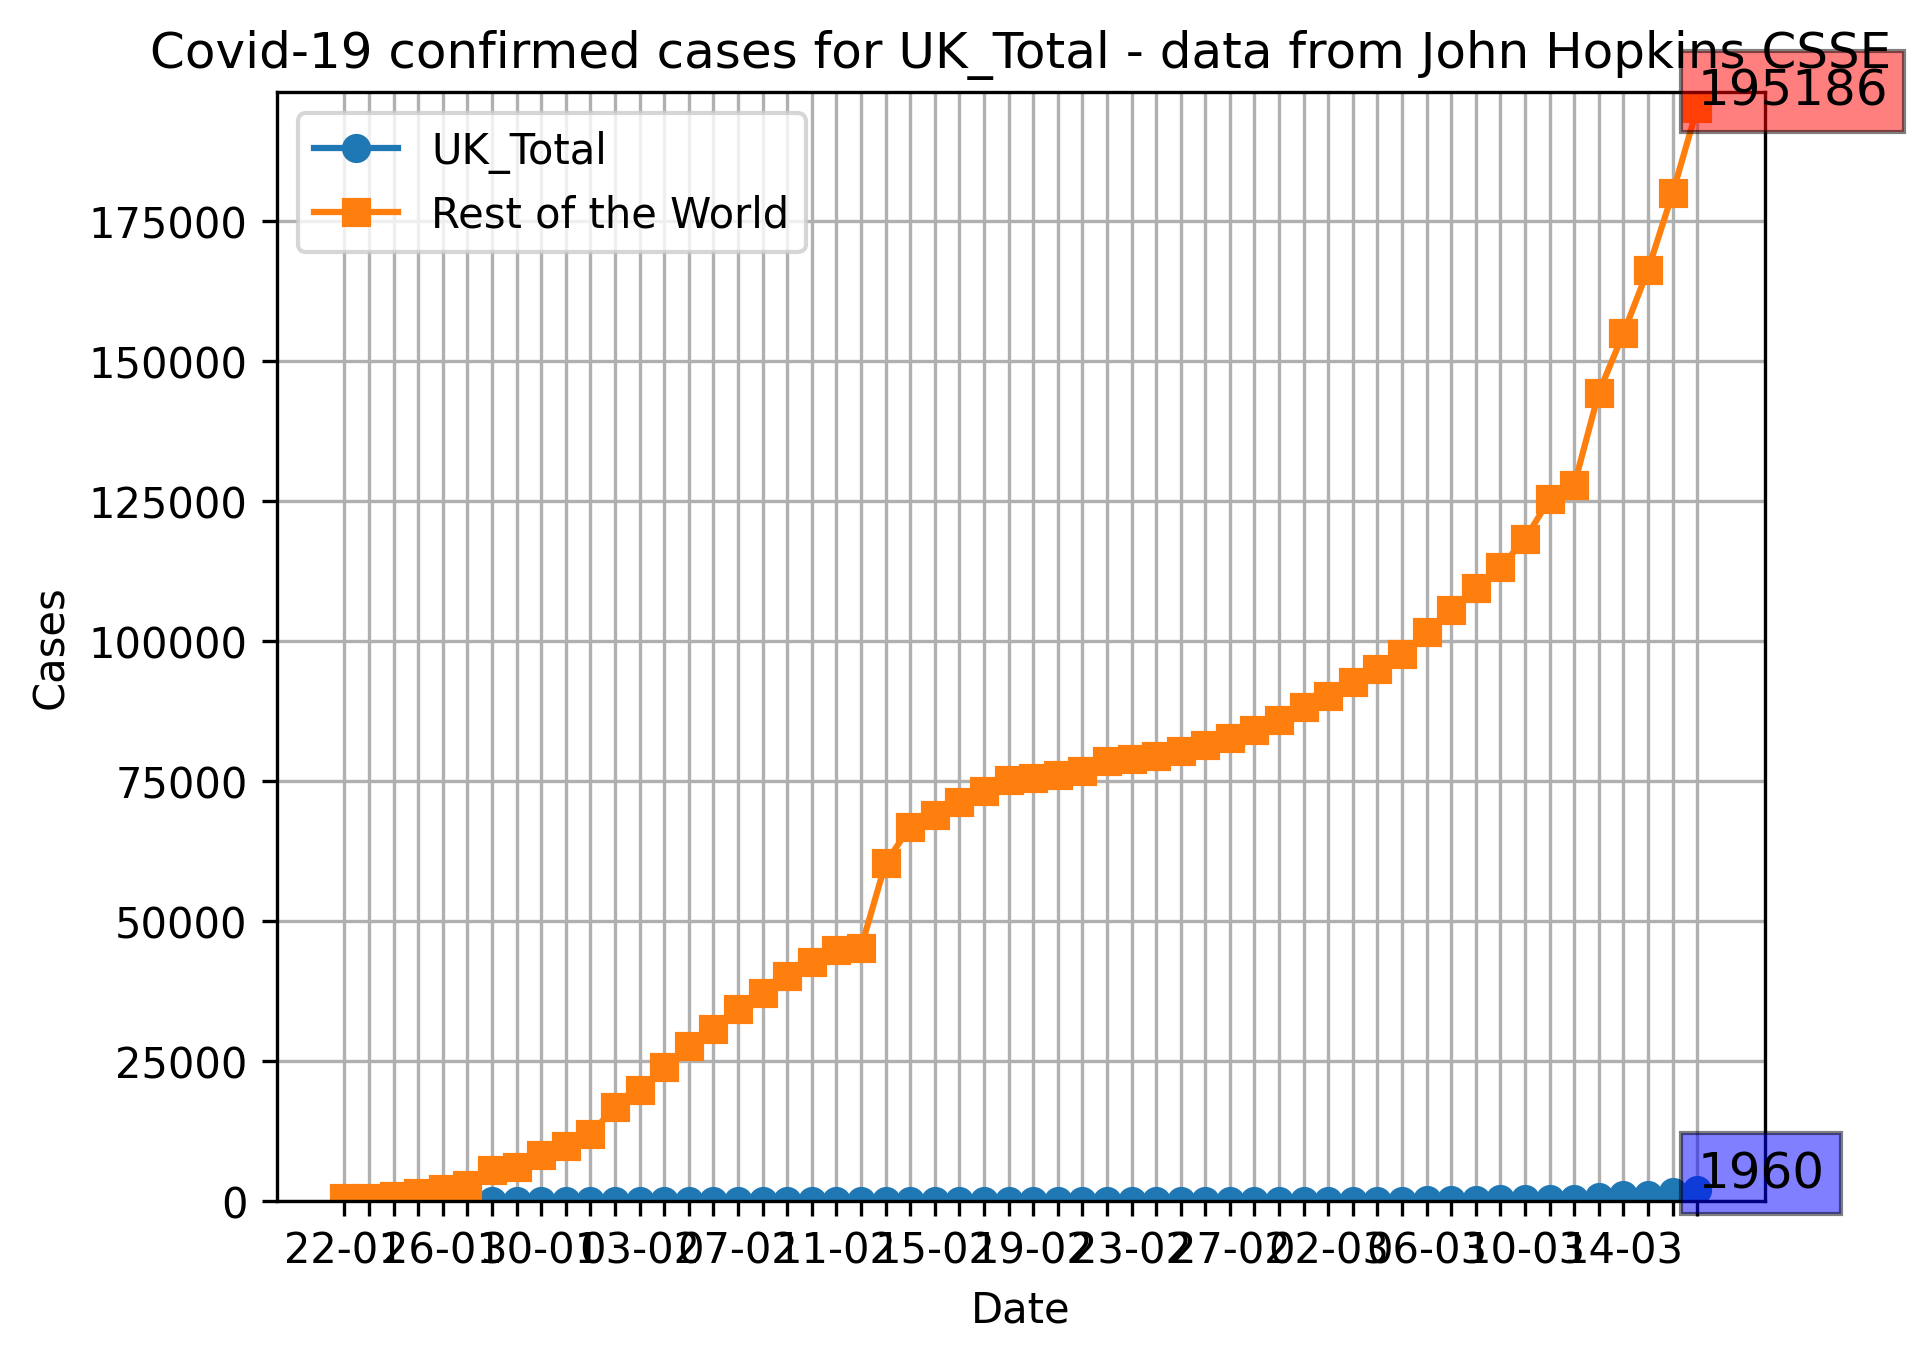 Covid-19 confirmed cases for UK_Total - data from John Hopkins CSSE
195186
UK_Total
Rest of the World
175000
150000
125000
100000
75000
50000
25000
0
Cases
1960
22-01 26-01 30-01 03-02 07-02 11-02 15-02 19-02 23-02 27-02 02-03 06-03 10-03 14-03
Date